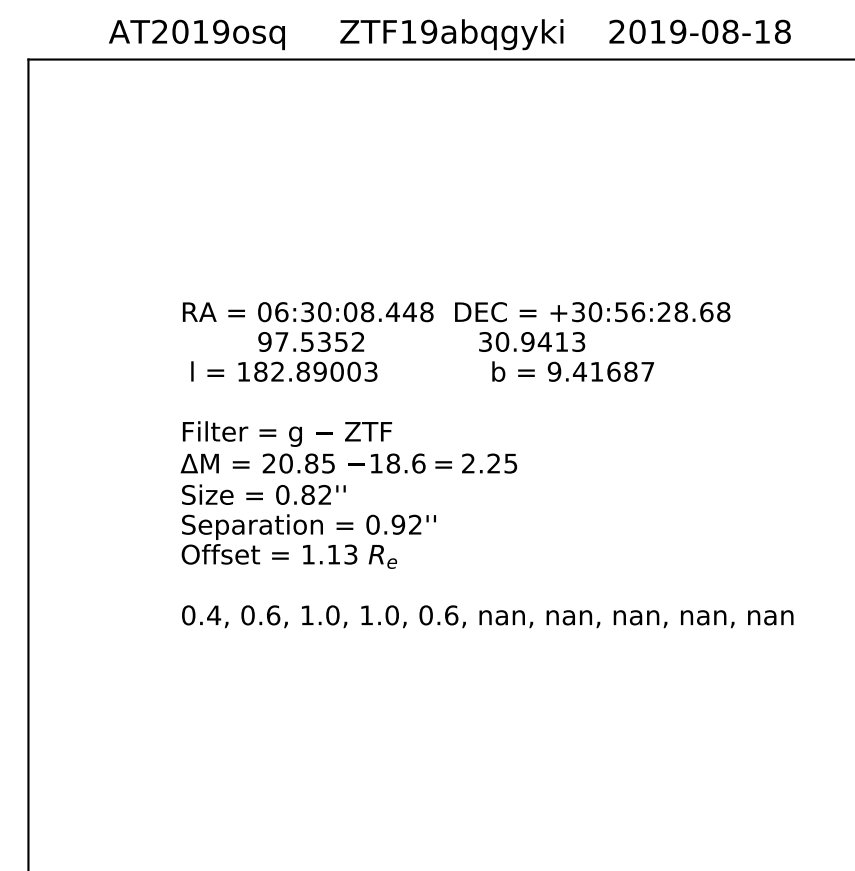 AT2019osq ZTF19abqgyki 2019-08-18
RA = 06:30:08.448 DEC = +30:56:28.68
97.5352 30.9413
l = 182.89003 b = 9.41687
Filter = g − ZTF
ΔM = 20.85 −18.6 = 2.25
Size = 0.82''
Separation = 0.92''
Offset = 1.13 Re
0.4, 0.6, 1.0, 1.0, 0.6, nan, nan, nan, nan, nan